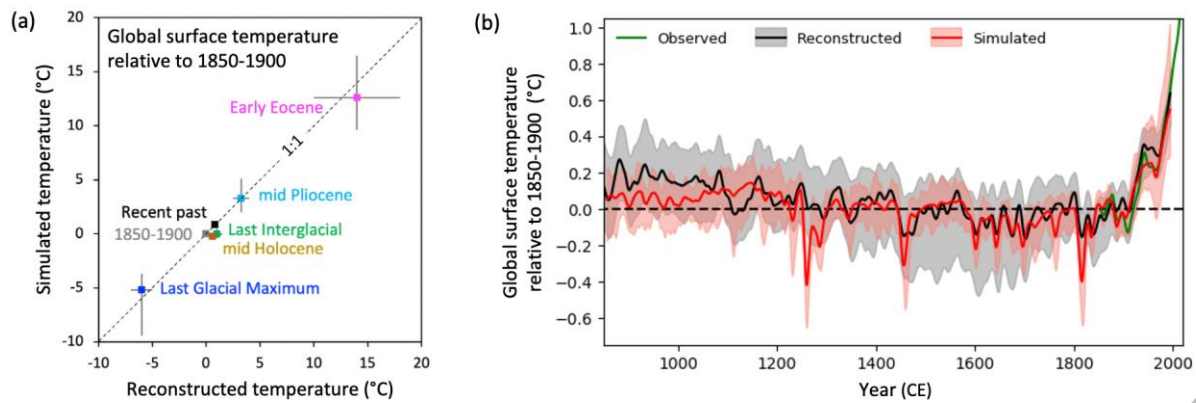 (a)
20
15
10
5
0
-5
-10
Simulated temperature (°C)
Global surface temperature
relative to 1850-1900
Early Eocene
1:1
mid Pliocene
Recent past
1850-1900
Last Interglacial
mid Holocene
Last Glacial Maximum
-10 -5 0 5 10 15 20
Reconstructed temperature (°C)
(b)
Global surface temperature
relative to 1850-1900 (°C)
1.0
0.8
0.6
0.4
0.2
0.0
−0.2
−0.4
−0.6
Observed Reconstructed Simulated
1000 1200 1400 1600 1800 2000
Year (CE)